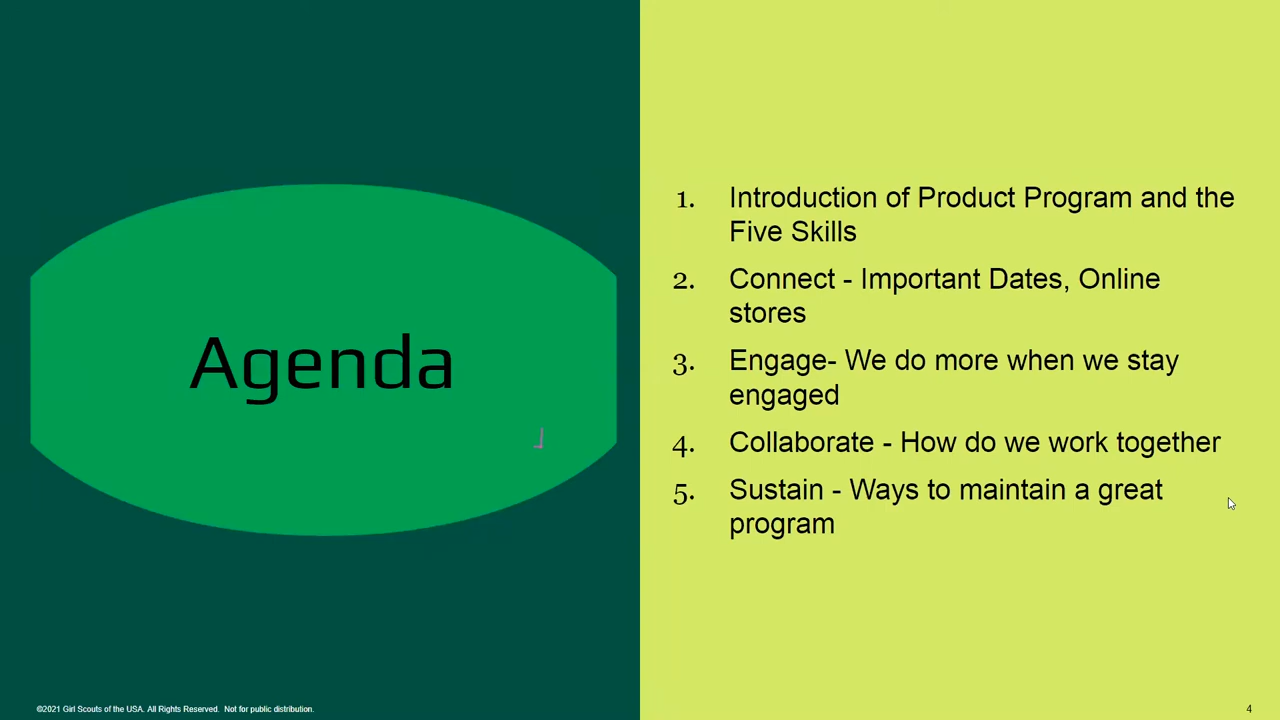 Agenda
1. Introduction of Product Program and the
Five Skills
2. Connect - Important Dates, Online
stores
3. Engage- We do more when we stay
engaged
4. Collaborate - How do we work together
5. Sustain - Ways to maintain a great
program
©2021 Girl Scouts of the USA. All Rights Reserved. Not for public distribution.
4